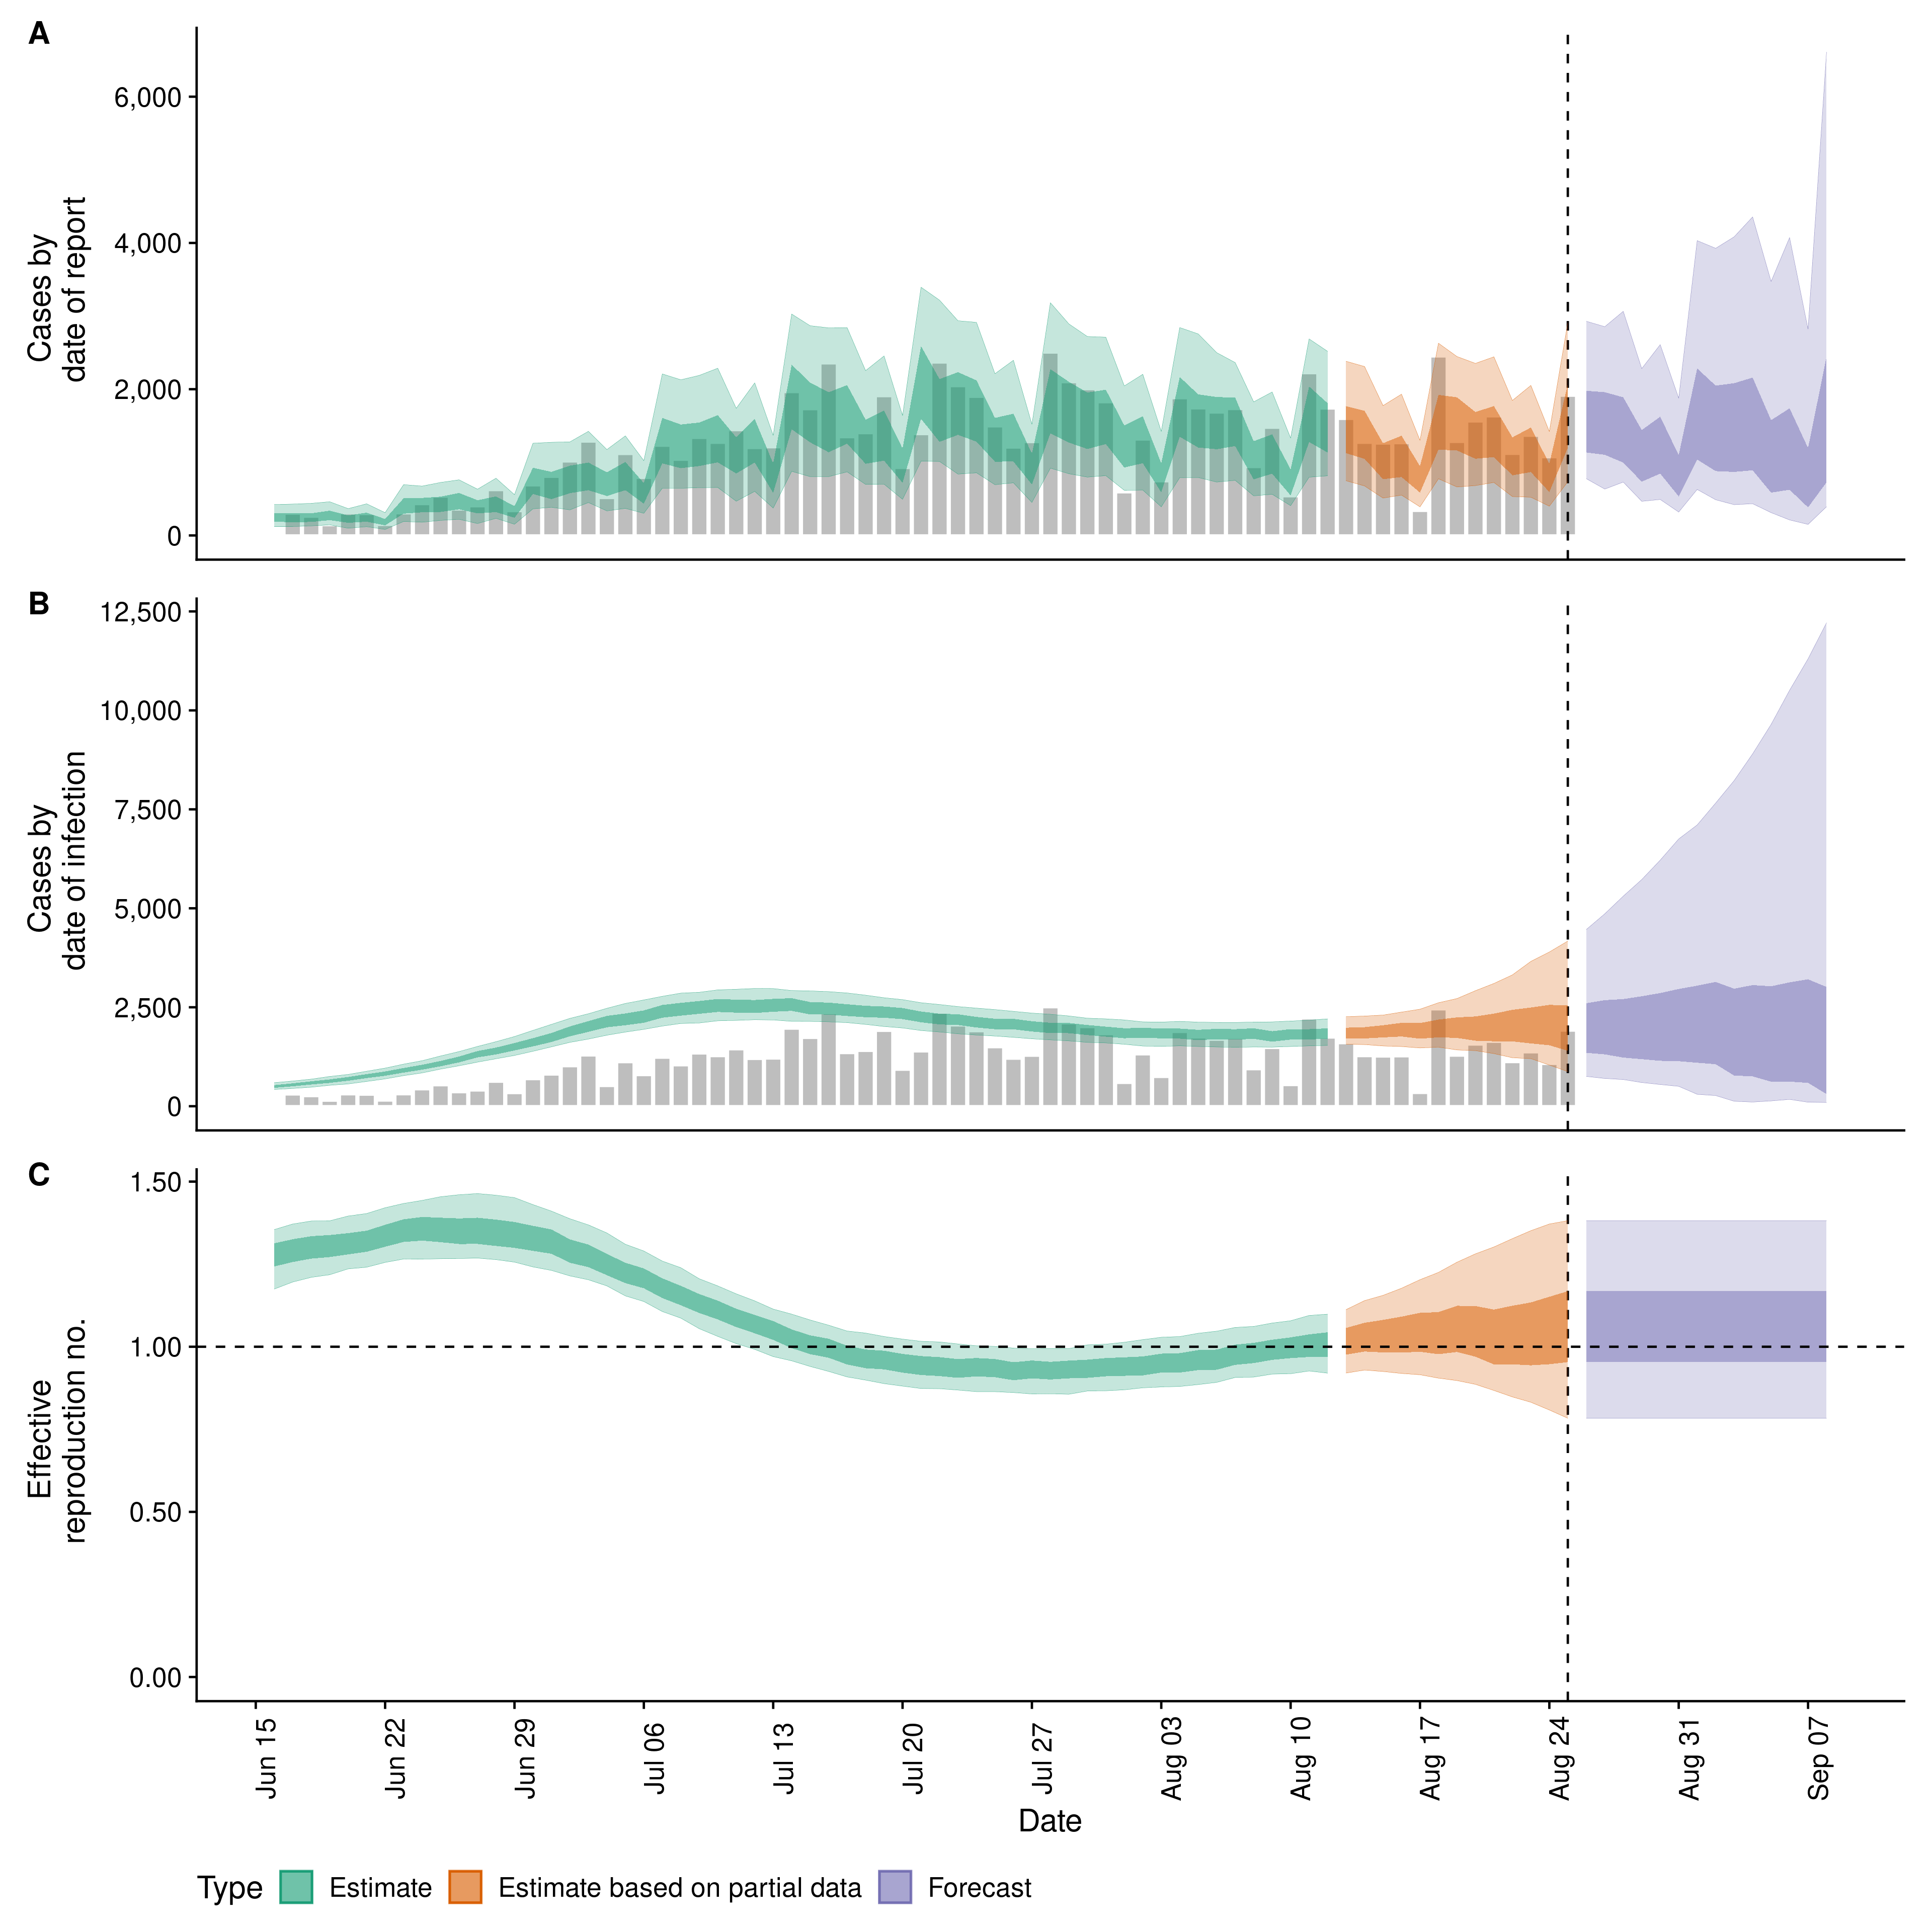 A
6,000
4,000
2,000
0
Cases by
date of report
B
12,500
10,000
7,500
5,000
2,500
0
Cases by
date of infection
C
1.50
1.00
0.50
0.00
Effective
reproduction no.
Jun 15
Jun 22
Jun 29
Jul 06
Jul 13
Jul 20
Jul 27
Aug 03
Aug 10
Aug 17
Aug 24
Aug 31
Sep 07
Date
Type
Estimate
Estimate based on partial data
Forecast